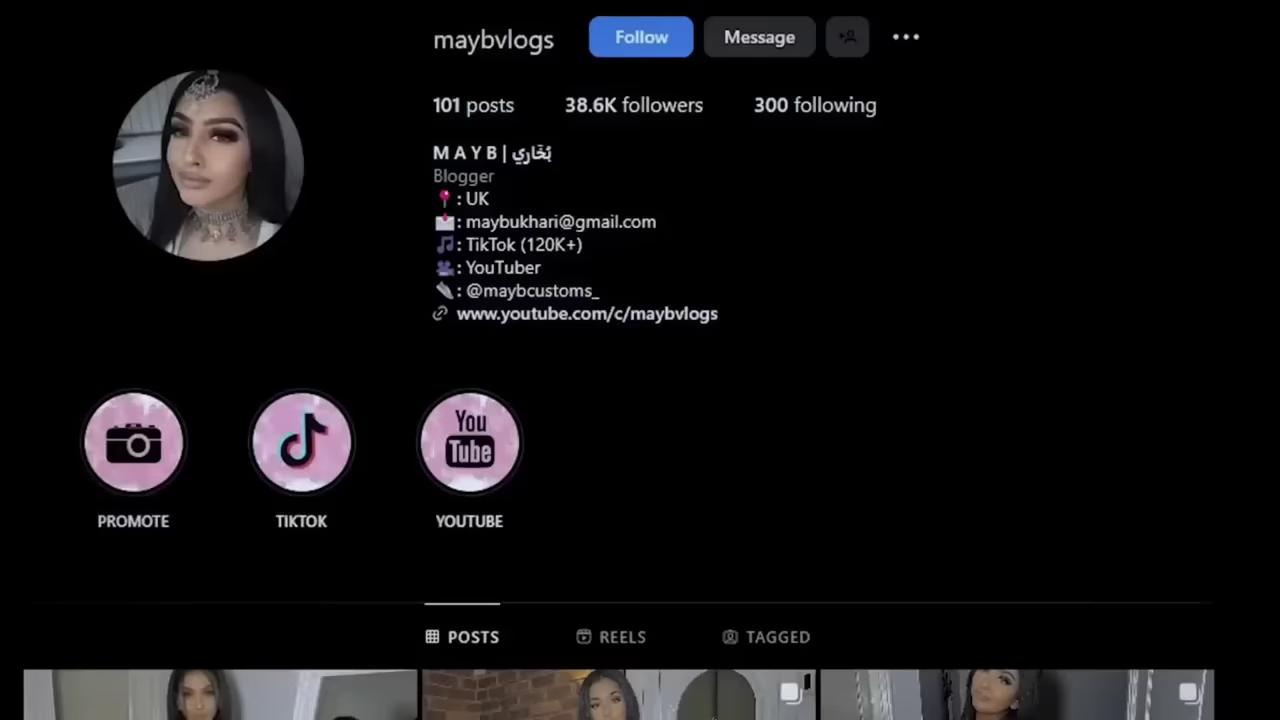 maybvlogs Follow Message
101 posts 38.6K followers 300 following
M A Y B | بُخَاري
Blogger
: UK
: maybukhari@gmail.com
: TikTok (120K+)
: YouTuber
: @maybcustoms_
www.youtube.com/c/maybvlogs
You
Tube
PROMOTE TIKTOK YOUTUBE
POSTS REELS TAGGED